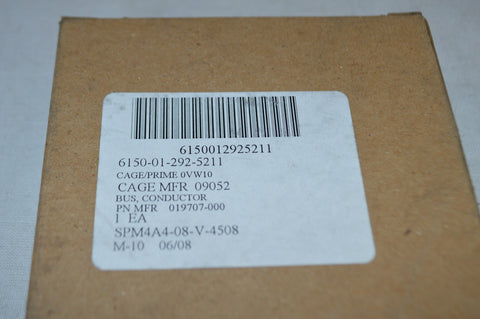 6150012925211
6150-01-292-5211
CAGE/PRIME 0VW10
CAGE MFR 09052
BUS, CONDUCTOR
PN MFR 019707-000
1 EA
SPM4A4-08-V-4508
M-10 06/08